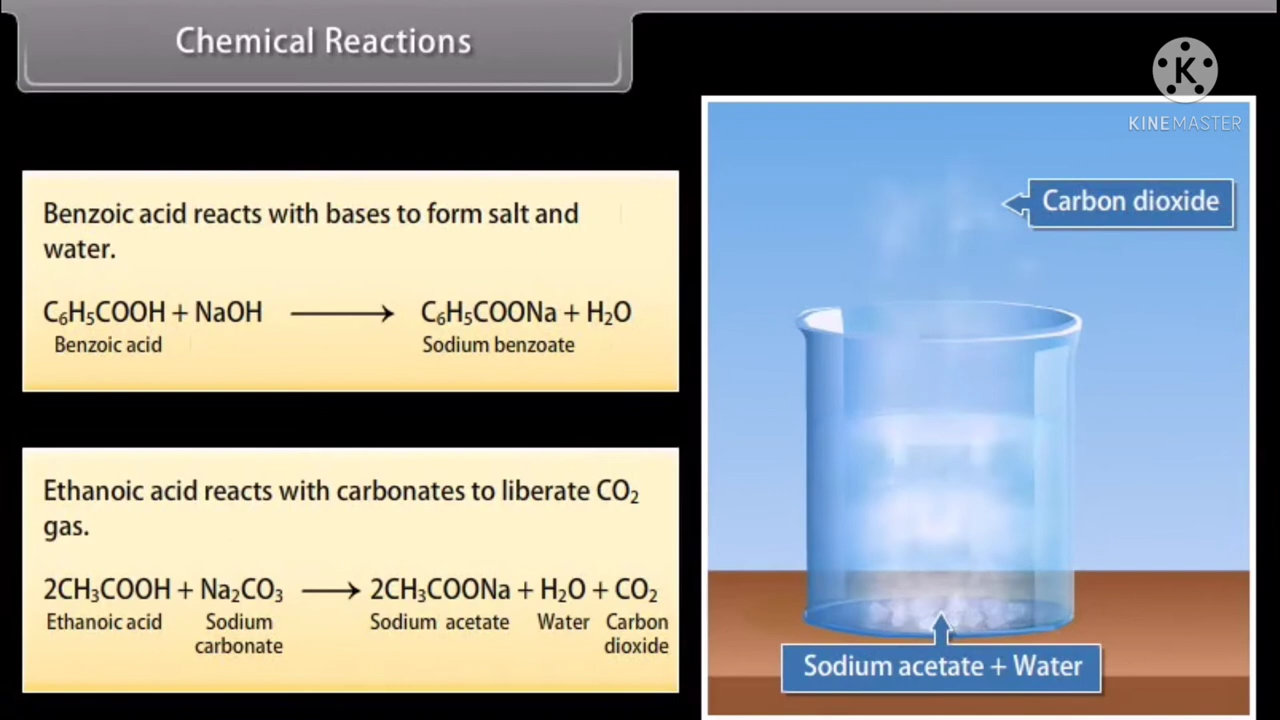 Chemical Reactions
K
KINEMASTER
Benzoic acid reacts with bases to form salt and
water.
C₆H₅COOH + NaOH ⟶ C₆H₅COONa + H₂O
Benzoic acid Sodium benzoate
Ethanoic acid reacts with carbonates to liberate CO₂
gas.
2CH₃COOH + Na₂CO₃ ⟶ 2CH₃COONa + H₂O + CO₂
Ethanoic acid Sodium Sodium acetate Water Carbon
carbonate dioxide
Carbon dioxide
Sodium acetate + Water